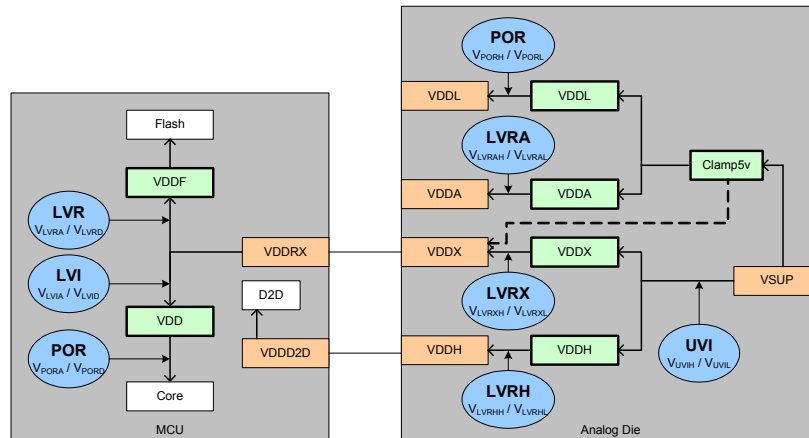 POR
VPORH / VPORL
VDDL
VDDL
LVRA
VLVRAH / VLVRAL
Clamp5v
VDDA
VDDA
Flash
VDDF
LVR
VLVRA / VLVRD
VDDRX
VDDX
VDDX
LVI
VLVIA / VLVID
D2D
LVRX
VLVRXH / VLVRXL
VSUP
VDD
POR
VPORA / VPORD
VDDD2D
VDDH
VDDH
UVI
VUVIH / VUVIL
Core
LVRH
VLVRHH / VLVRHL
MCU
Analog Die